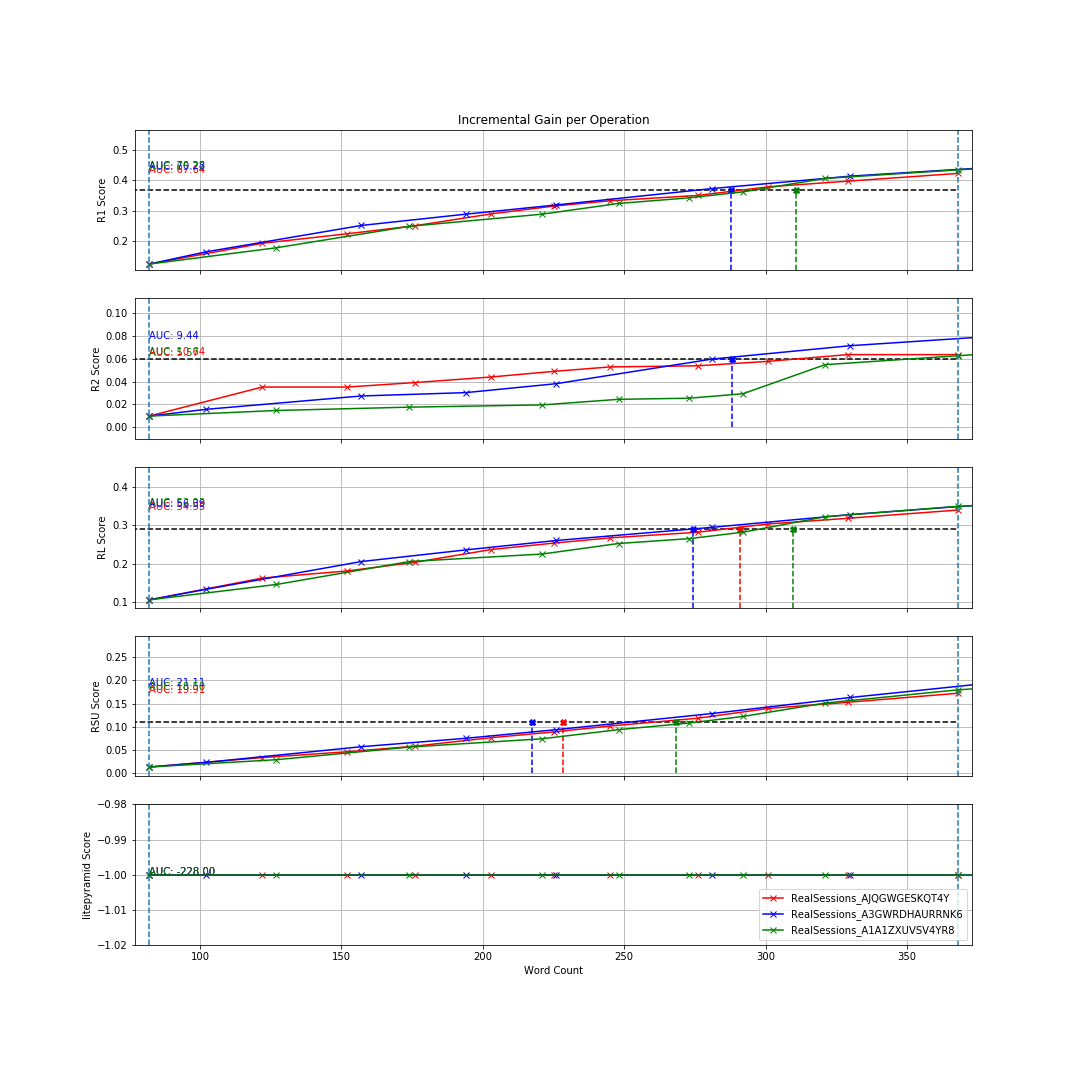 Incremental Gain per Operation
R1 Score
0.5
0.4
0.3
0.2
AUC:
R2 Score
0.10
0.08
0.06
0.04
0.02
0.00
AUC: 9.44
AUC:
RL Score
0.4
0.3
0.2
0.1
AUC:
RSU Score
0.25
0.20
0.15
0.10
0.05
0.00
AUC: 21.11
AUC: 19.91
litepyramid Score
−0.98
−0.99
−1.00
−1.01
−1.02
AUC: -228.00
RealSessions_AJQGWGESKQT4Y
RealSessions_A3GWRDHAURRNK6
RealSessions_A1A1ZXUVSV4YR8
100 150 200 250 300 350
Word Count